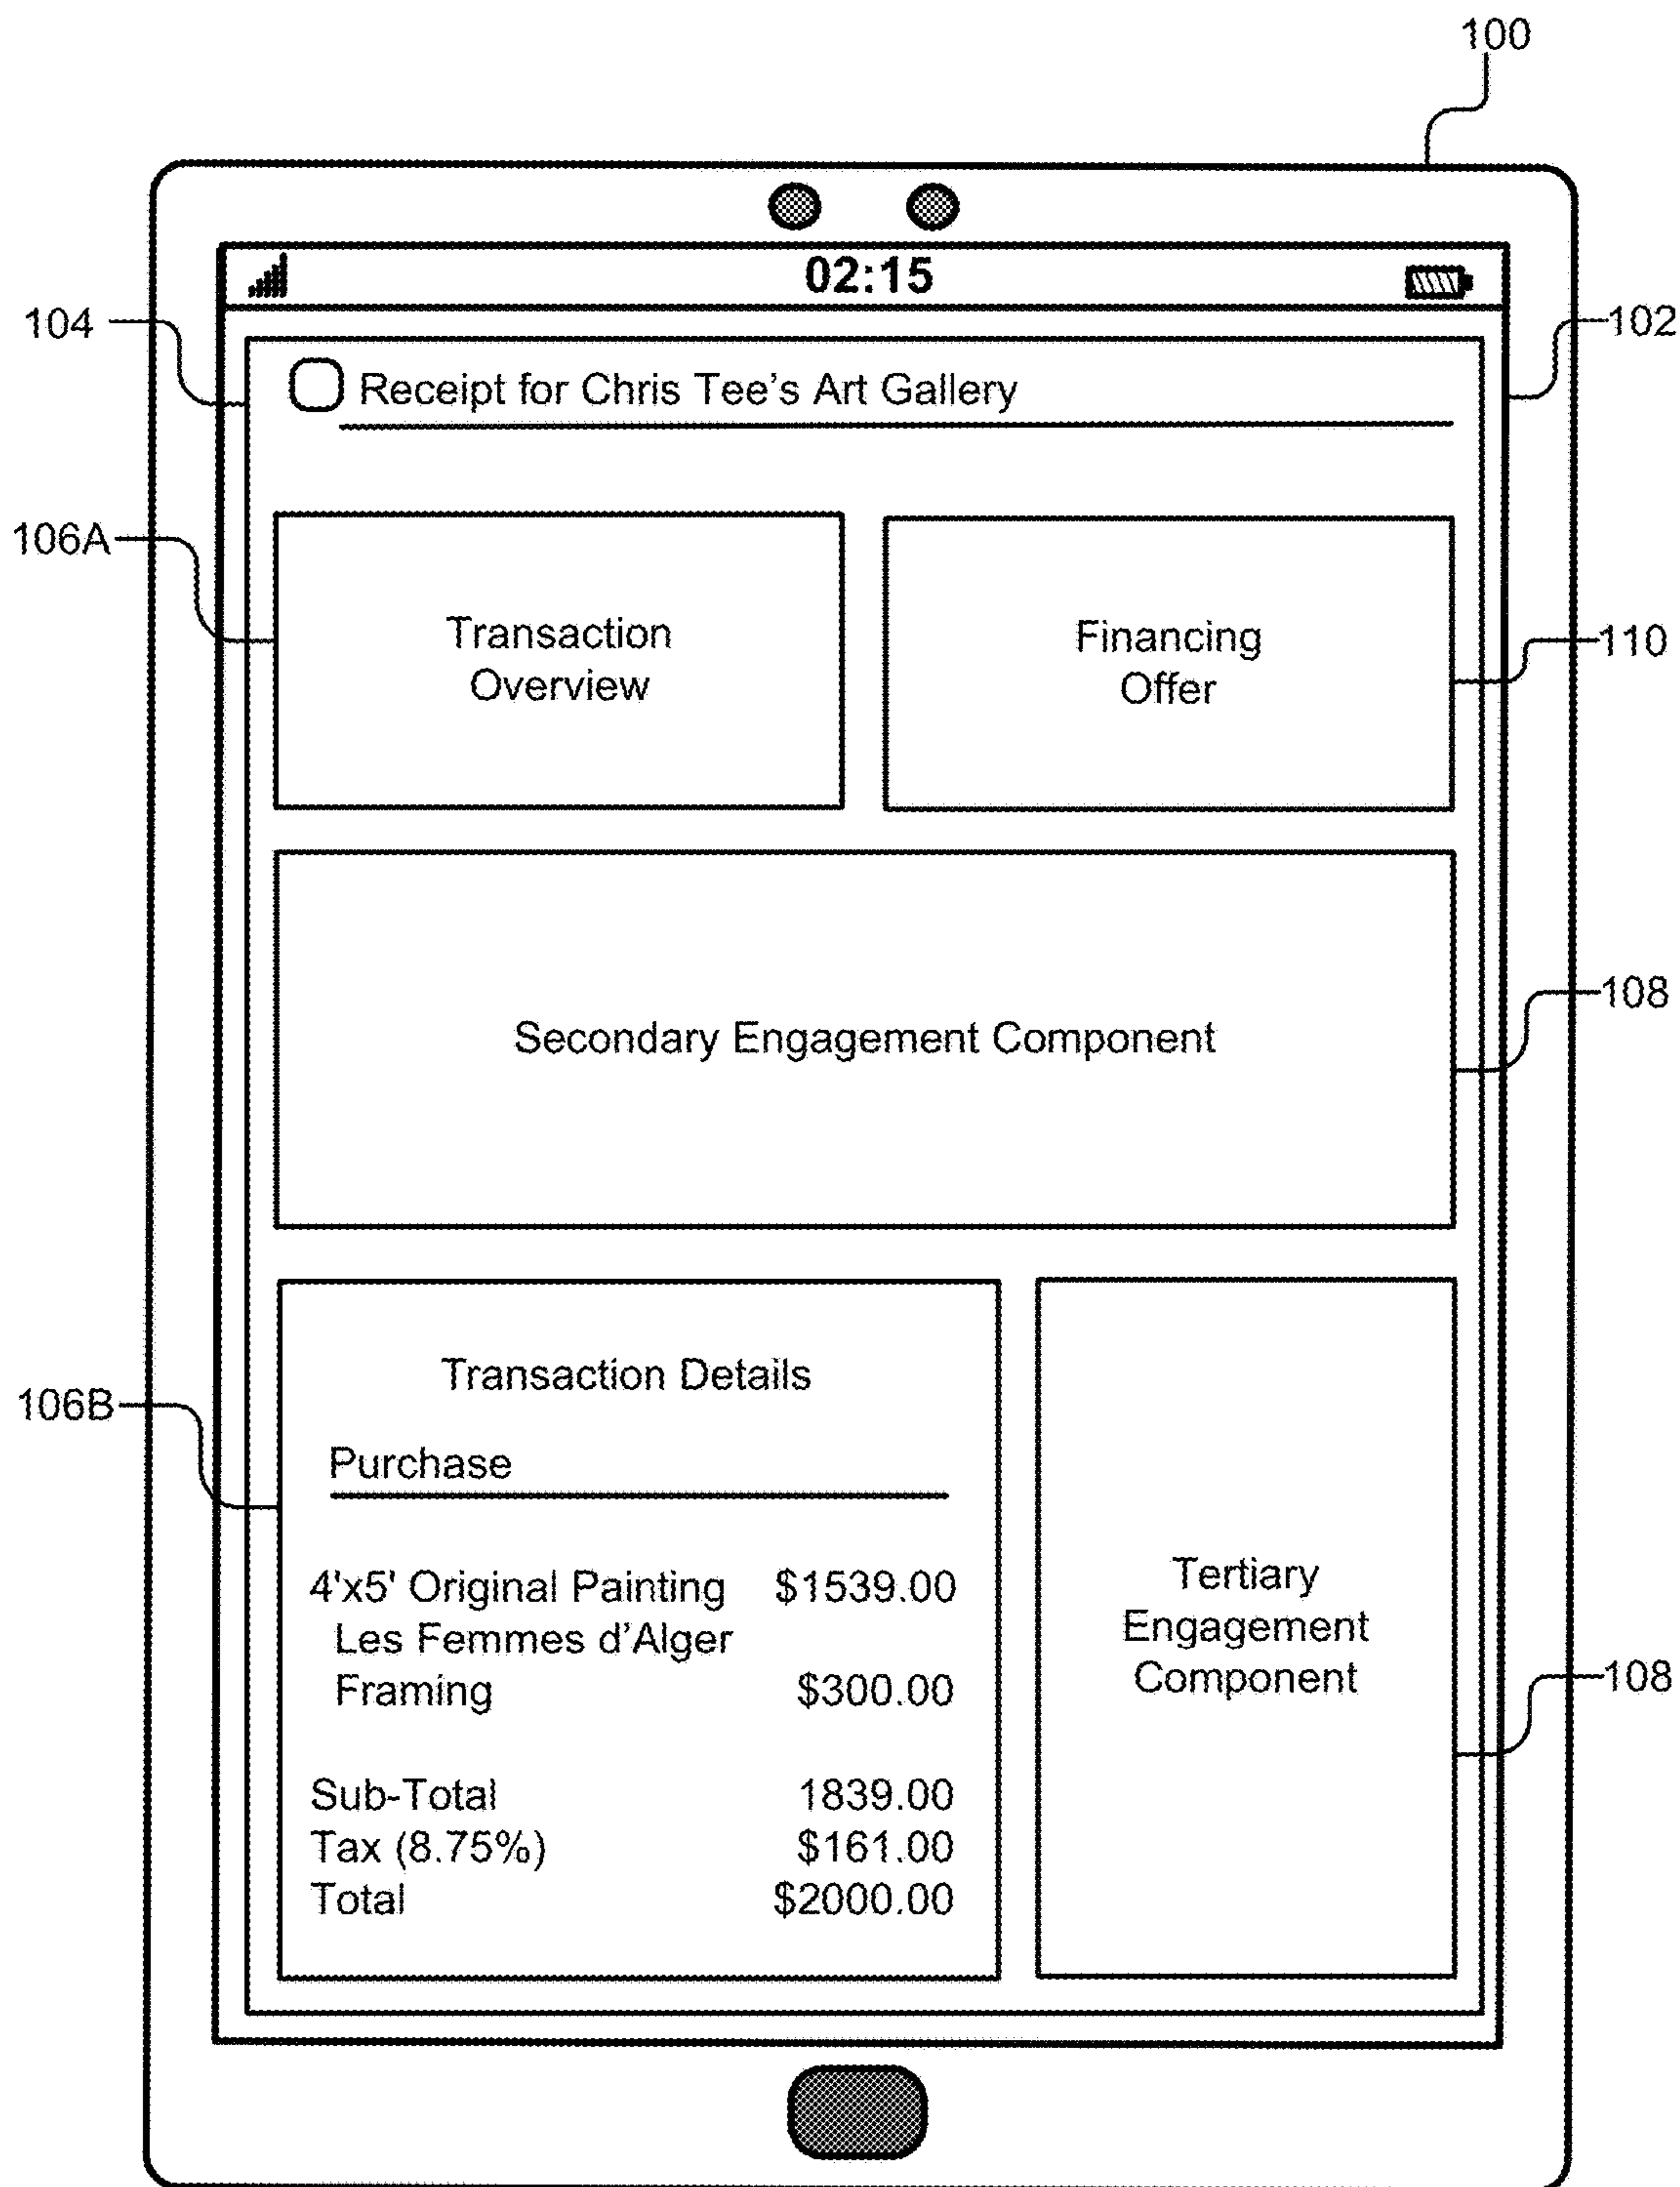 100
02:15
104
102
Receipt for Chris Tee's Art Gallery
106A
Transaction
Overview
Financing
Offer
110
108
Secondary Engagement Component
Transaction Details
106B
Purchase
4'x5' Original Painting $1539.00
Les Femmes d'Alger
Framing $300.00
Sub-Total 1839.00
Tax (8.75%) $161.00
Total $2000.00
Tertiary
Engagement
Component
108